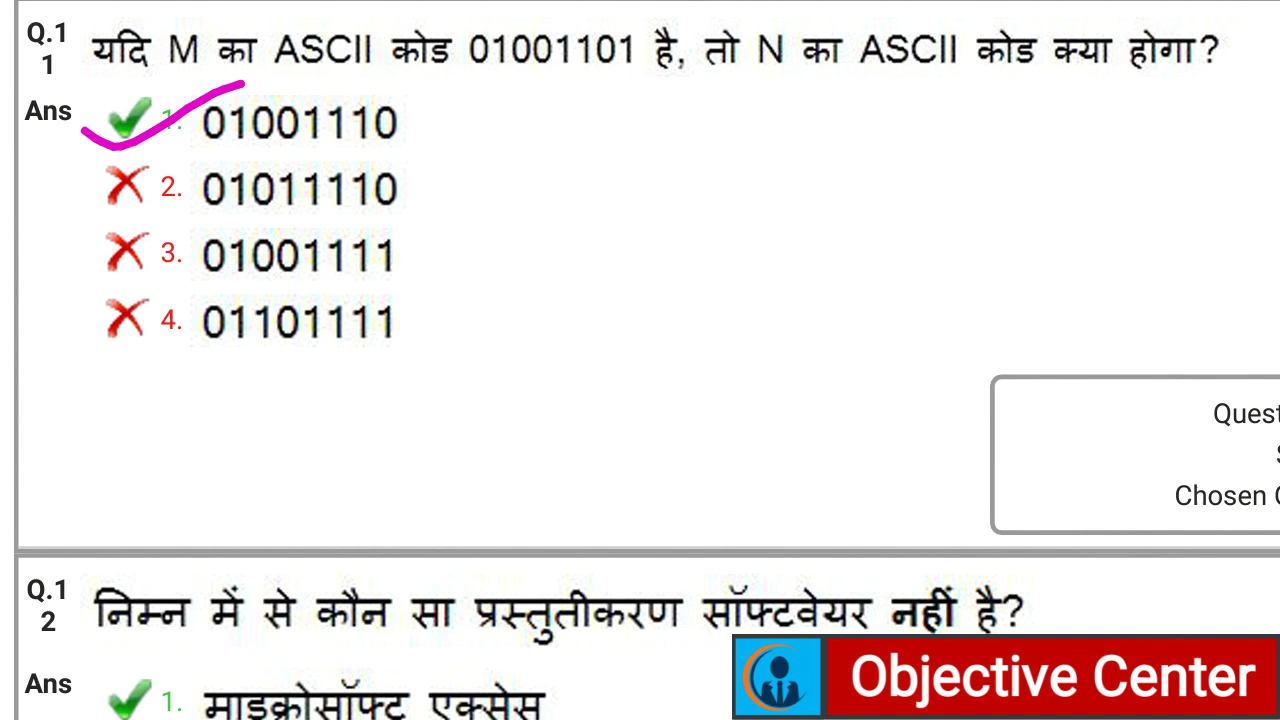 Q.1
1
यदि M का ASCII कोड 01001101 है, तो N का ASCII कोड क्या होगा?
Ans
1. 01001110
2. 01011110
3. 01001111
4. 01101111
Quest
Chosen
Q.1
2
निम्न में से कौन सा प्रस्तुतीकरण सॉफ्टवेयर नहीं है?
Ans
1. माइक्रोसॉफ्ट एक्सेस
Objective Center